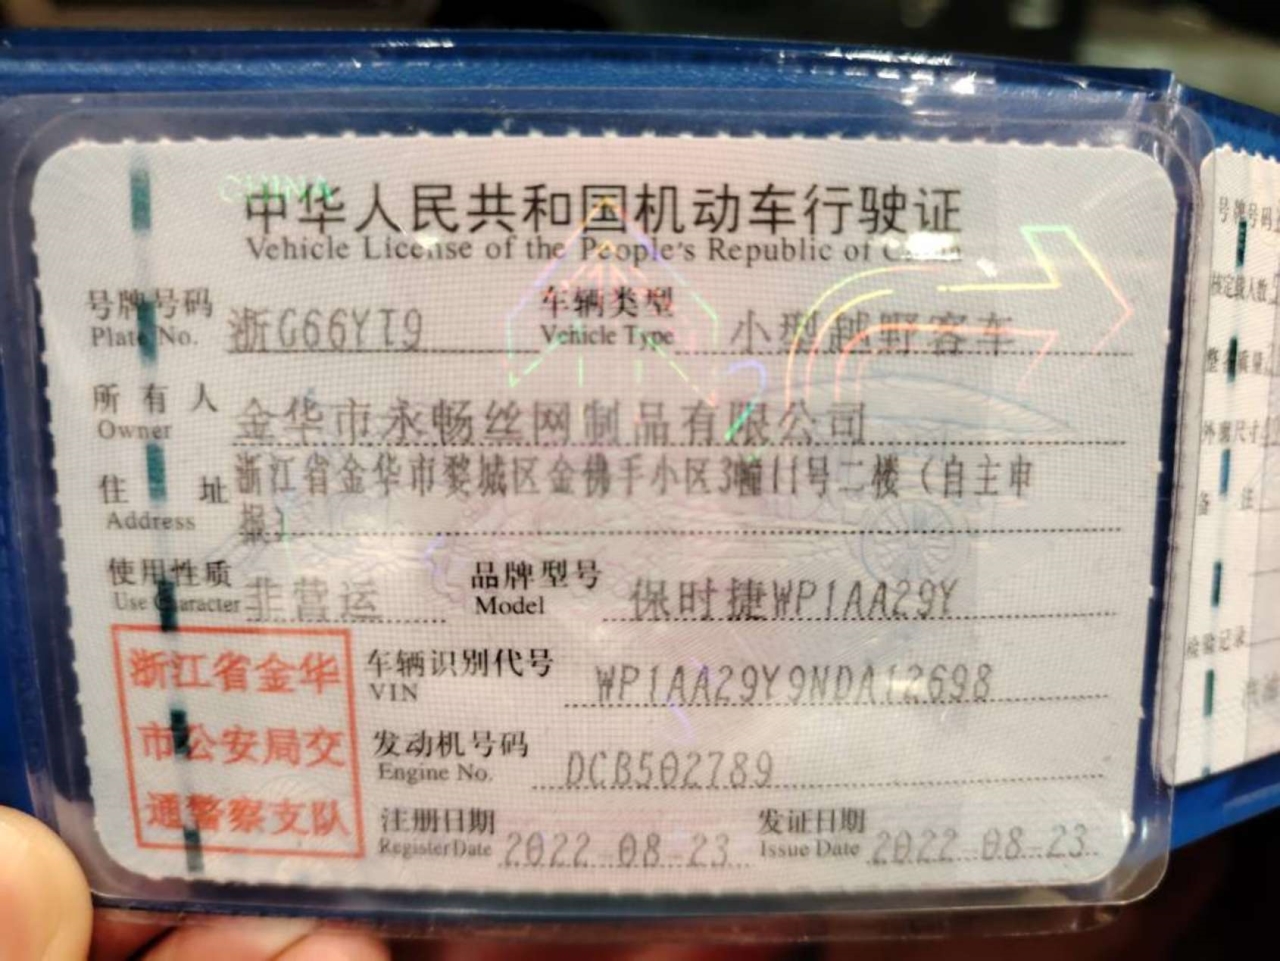 CHINA
中华人民共和国机动车行驶证
Vehicle License of the People's Republic of China
号牌号码 浙G66YT9 车辆类型 小型越野客车
Plate No. Vehicle Type
所有人 金华市永畅丝网制品有限公司
Owner
住址 浙江省金华市婺城区金佛手小区3幢11号二楼（自主申
Address 报）
使用性质 非营运 品牌型号 保时捷WP1AA29Y
Use Character Model
浙江省金华
市公安局交
通警察支队
车辆识别代号 WP1AA29Y9NDA12698
VIN
发动机号码 DCB502789
Engine No.
注册日期 2022-08-23 发证日期 2022-08-23
Register Date Issue Date
号牌号码
核定载人数
整备质量
外廓尺寸
备注
检验记录